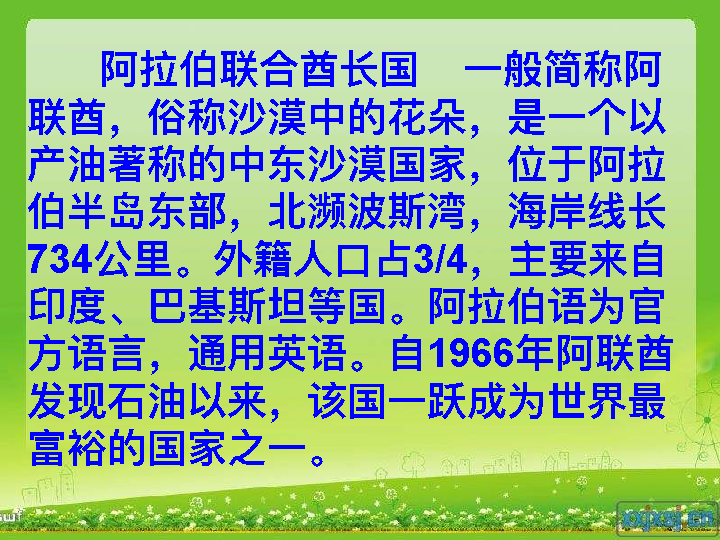 阿拉伯联合酋长国 一般简称阿
联酋，俗称沙漠中的花朵，是一个以
产油著称的中东沙漠国家，位于阿拉
伯半岛东部，北濒波斯湾，海岸线长
734公里。外籍人口占3/4，主要来自
印度、巴基斯坦等国。阿拉伯语为官
方语言，通用英语。自1966年阿联酋
发现石油以来，该国一跃成为世界最
富裕的国家之一。